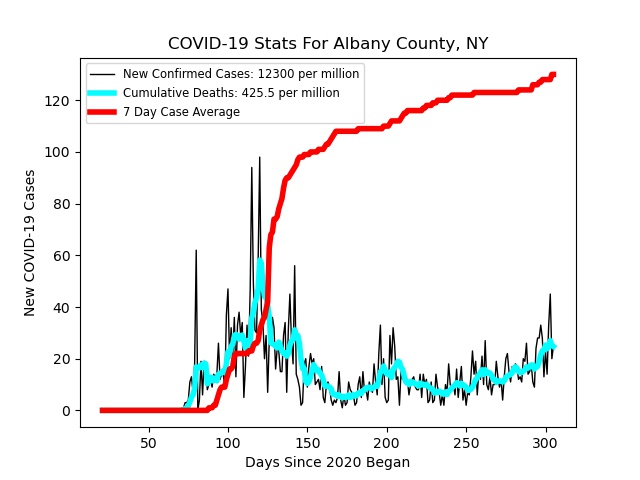 COVID-19 Stats For Albany County, NY
New Confirmed Cases: 12300 per million
Cumulative Deaths: 425.5 per million
7 Day Case Average
New COVID-19 Cases
120
100
80
60
40
20
0
50
100
150
200
250
300
Days Since 2020 Began